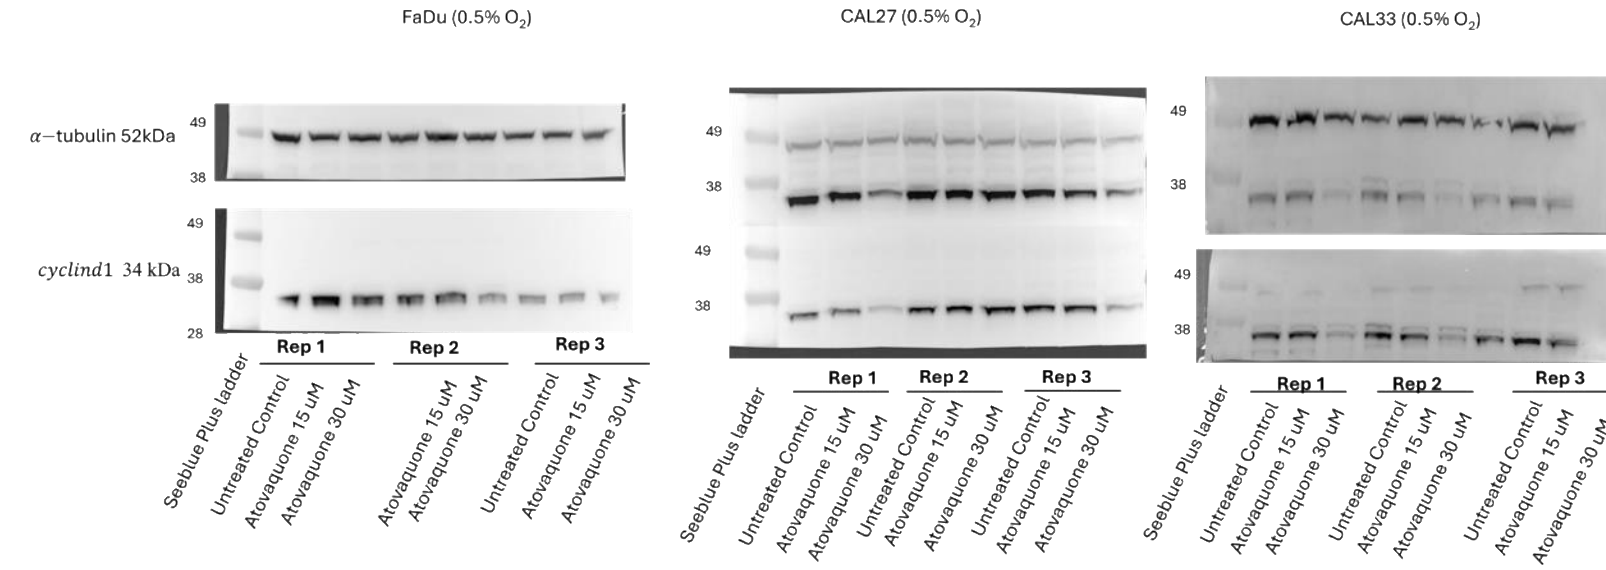 FaDu (0.5% O₂)
CAL27 (0.5% O₂)
CAL33 (0.5% O₂)
α−tubulin 52kDa
49
38
cyclind1 34 kDa
49
38
28
49
38
49
38
49
38
49
38
Rep 1
Rep 2
Rep 3
Seeblue Plus ladder
Untreated Control
Atovaquone 15 uM
Atovaquone 30 uM
Atovaquone 15 uM
Atovaquone 30 uM
Untreated Control
Atovaquone 15 uM
Atovaquone 30 uM
Rep 1
Rep 2
Rep 3
Seeblue Plus ladder
Untreated Control
Atovaquone 15 uM
Atovaquone 30 uM
Untreated Control
Atovaquone 15 uM
Atovaquone 30 uM
Untreated Control
Atovaquone 15 uM
Atovaquone 30 uM
Rep 1
Rep 2
Rep 3
Seeblue Plus ladder
Untreated Control
Atovaquone 15 uM
Atovaquone 30 uM
Untreated Control
Atovaquone 15 uM
Atovaquone 30 uM
Untreated Control
Atovaquone 15 uM
Atovaquone 30 uM